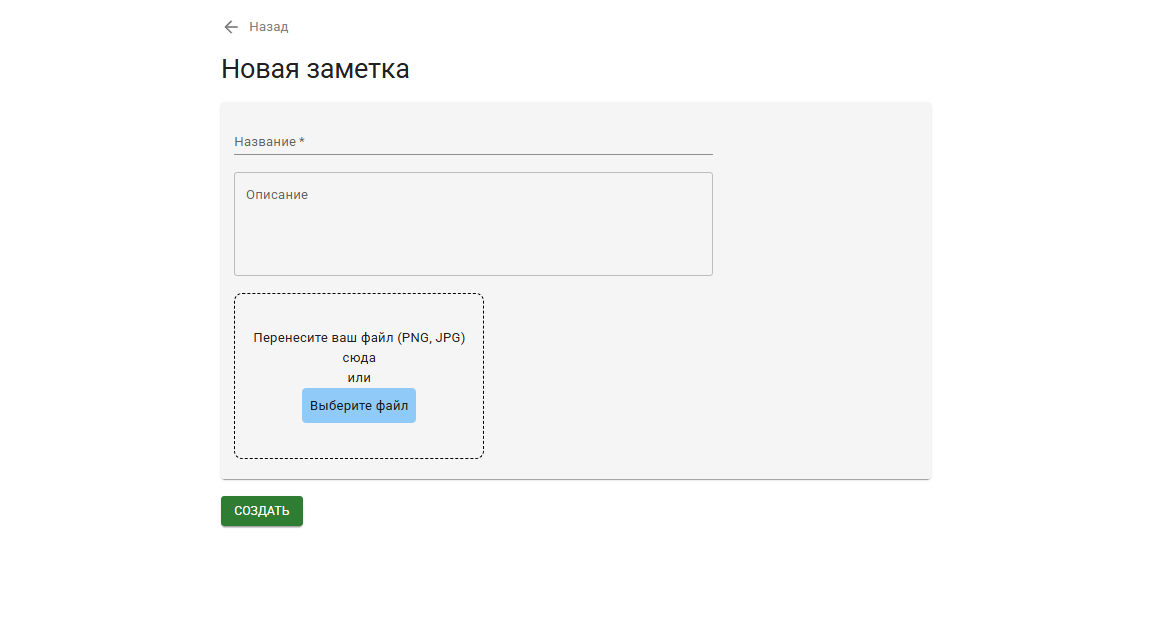 Назад
Новая заметка
Название *
Описание
Перенесите ваш файл (PNG, JPG)
сюда
или
Выберите файл
СОЗДАТЬ